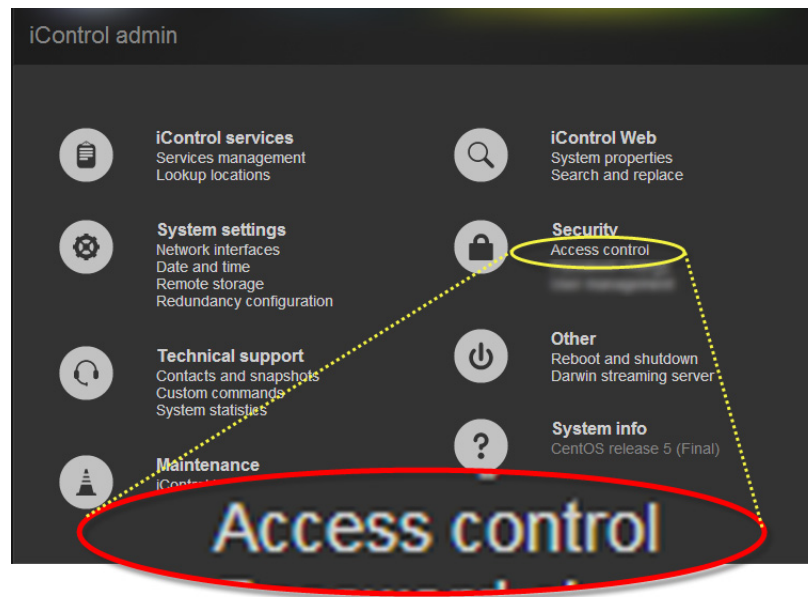 iControl admin
iControl services
Services management
Lookup locations
System settings
Network interfaces
Date and time
Remote storage
Redundancy configuration
Technical support
Contacts and snapshots
Custom commands
System statistics
Maintenance
iControl Web
System properties
Search and replace
Security
Access control
User management
Other
Reboot and shutdown
Darwin streaming server
System info
CentOS release 5 (Final)
Access control